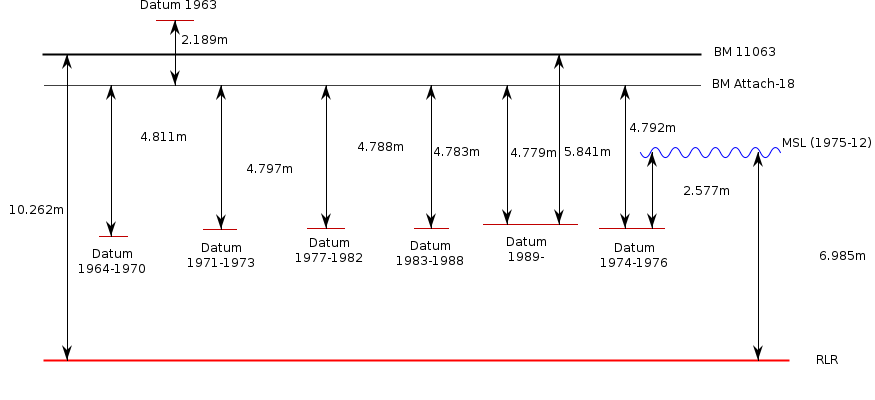 Datum 1963
2.189m
BM 11063
BM Attach-18
4.811m
4.797m
4.788m
4.783m
4.779m
5.841m
4.792m
MSL (1975-12)
2.577m
10.262m
Datum
1964-1970
Datum
1971-1973
Datum
1977-1982
Datum
1983-1988
Datum
1989-
Datum
1974-1976
6.985m
RLR